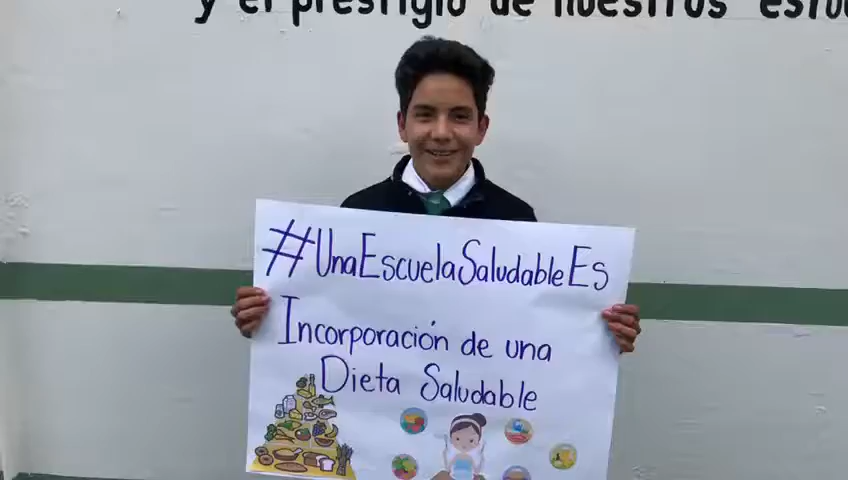 y el prestigio de nuestros
#UnaEscuelaSaludableEs
Incorporación de una
Dieta Saludable